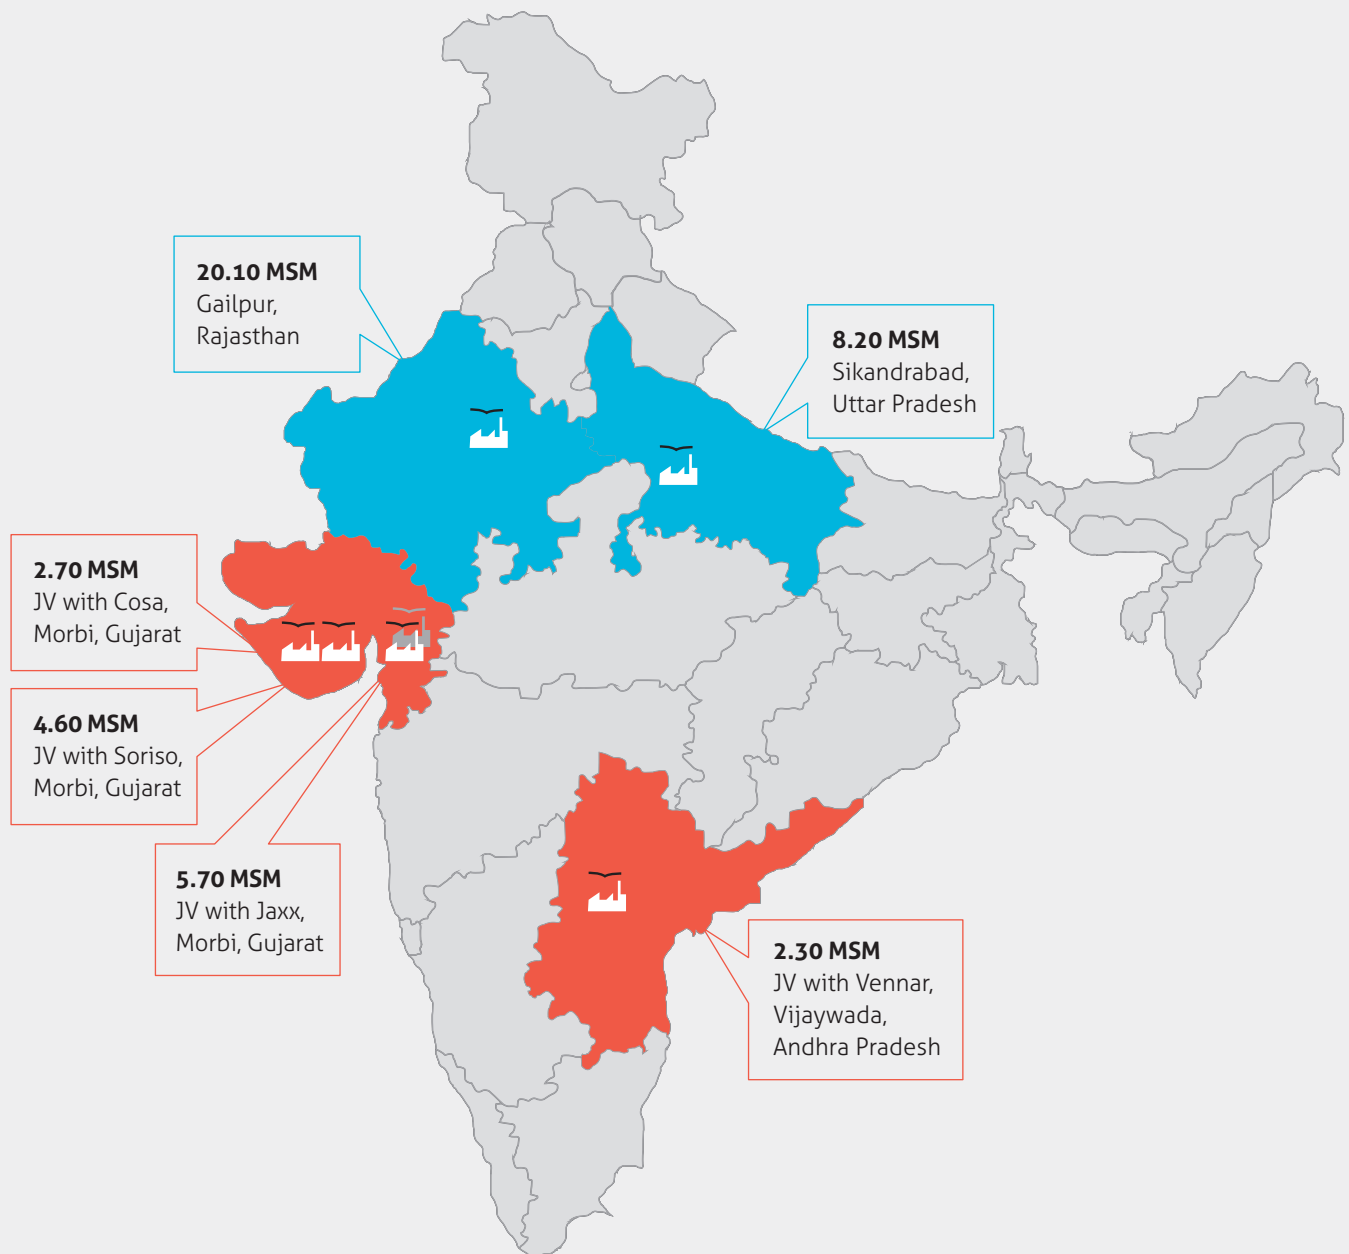 20.10 MSM
Gailpur,
Rajasthan
8.20 MSM
Sikandrabad,
Uttar Pradesh
2.70 MSM
JV with Cosa,
Morbi, Gujarat
4.60 MSM
JV with Soriso,
Morbi, Gujarat
5.70 MSM
JV with Jaxx,
Morbi, Gujarat
2.30 MSM
JV with Vennar,
Vijaywada,
Andhra Pradesh